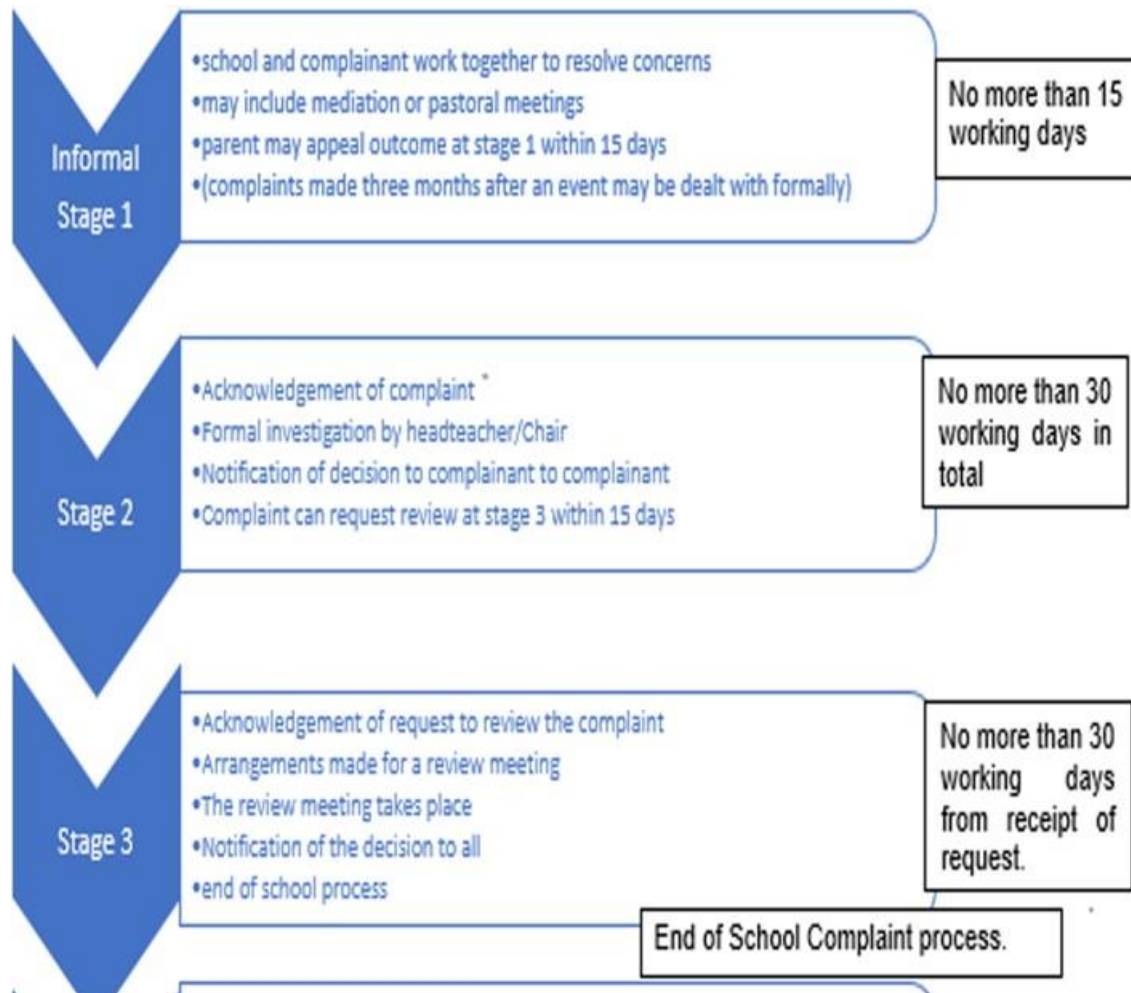 Informal
Stage 1
•school and complainant work together to resolve concerns
•may include mediation or pastoral meetings
•parent may appeal outcome at stage 1 within 15 days
•(complaints made three months after an event may be dealt with formally)
No more than 15
working days
Stage 2
•Acknowledgement of complaint
•Formal investigation by headteacher/Chair
•Notification of decision to complainant to complainant
•Complaint can request review at stage 3 within 15 days
No more than 30
working days in
total
Stage 3
•Acknowledgement of request to review the complaint
•Arrangements made for a review meeting
•The review meeting takes place
•Notification of the decision to all
•end of school process
No more than 30
working days
from receipt of
request.
End of School Complaint process.